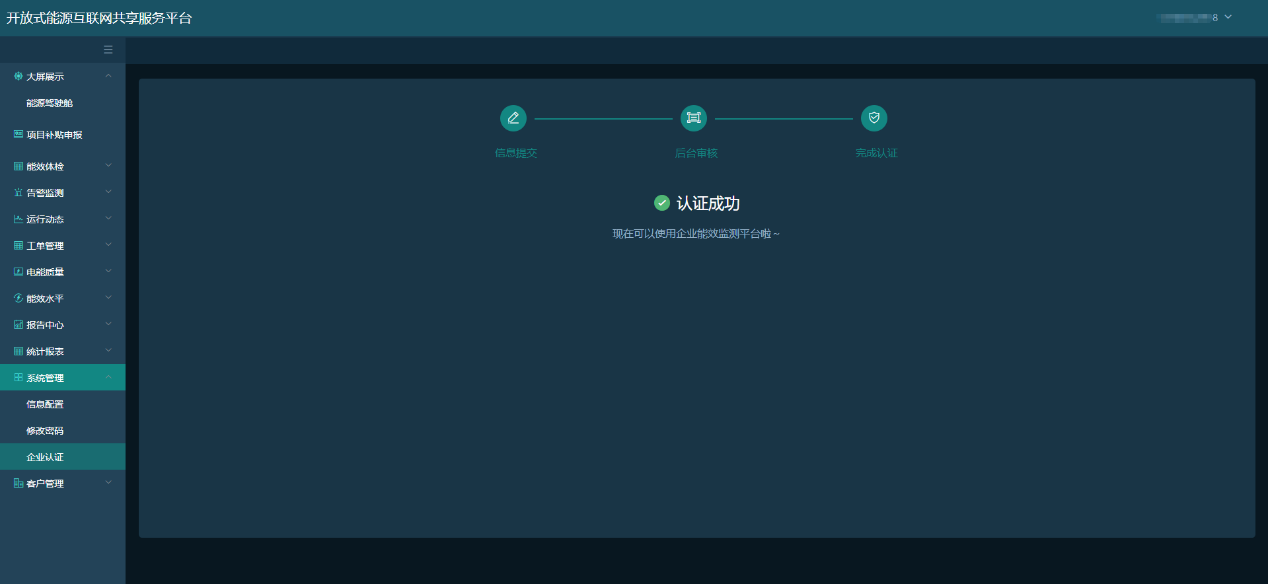 开放式能源互联网共享服务平台
8
大屏展示
能源驾驶舱
项目补贴申报
能效体检
告警监测
运行动态
工单管理
电能质量
能效水平
报告中心
统计报表
系统管理
信息配置
修改密码
企业认证
客户管理
信息提交
后台审核
完成认证
认证成功
现在可以使用企业能效监测平台啦~